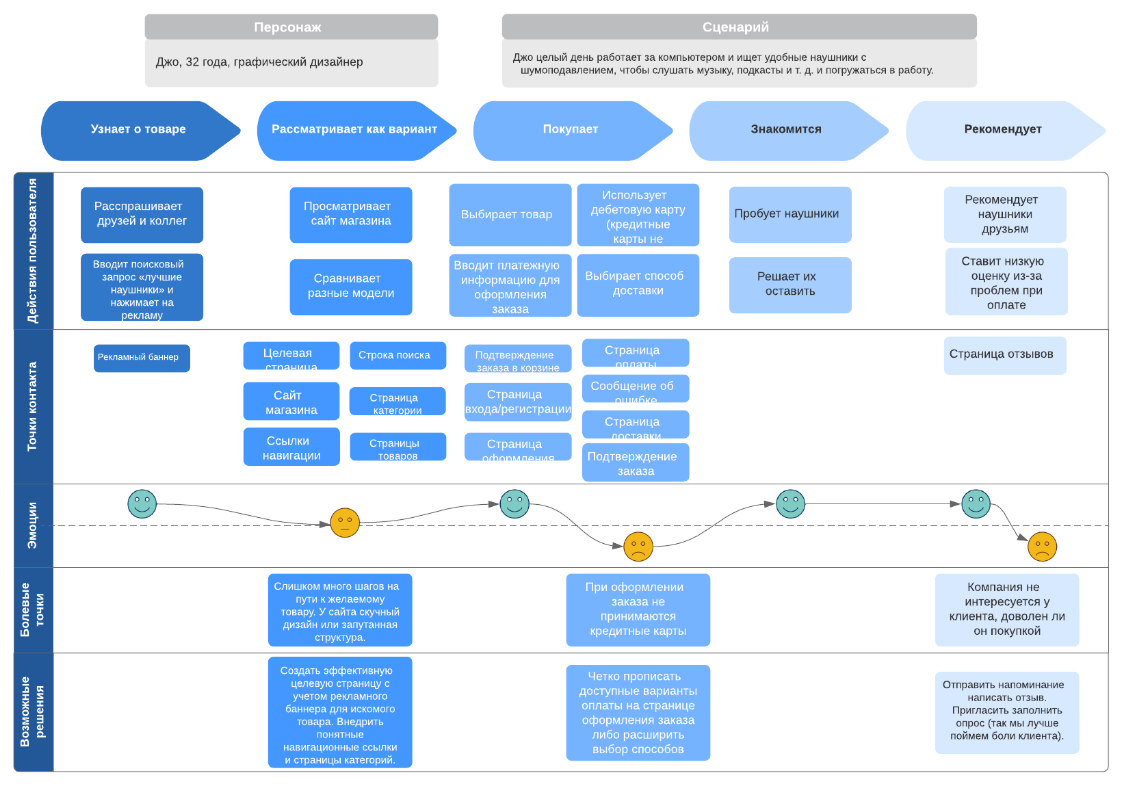 Персонаж
Джо, 32 года, графический дизайнер
Сценарий
Джо целый день работает за компьютером и ищет удобные наушники с
шумоподавлением, чтобы слушать музыку, подкасты и т. д. и погружаться в работу.
Узнает о товаре
Рассматривает как вариант
Покупает
Знакомится
Рекомендует
Действия пользователя
Расспрашивает
друзей и коллег
Вводит поисковый
запрос «лучшие
наушники» и
нажимает на
рекламу
Просматривает
сайт магазина
Сравнивает
разные модели
Выбирает товар
Вводит платежную
информацию для
оформления
заказа
Использует
дебетовую карту
(кредитные
карты не
Выбирает способ
доставки
Пробует наушники
Решает их
оставить
Рекомендует
наушники
друзьям
Ставит низкую
оценку из-за
проблем при
оплате
Точки контакта
Рекламный баннер
Целевая
страница
Сайт
магазина
Ссылки
навигации
Строка поиска
Страница
категории
Страницы
товаров
Подтверждение
заказа в корзине
Страница
входа/регистрации
Страница
оформления
Страница
оплаты
Сообщение об
ошибке
Страница
доставки
Подтверждение
заказа
Страница отзывов
Эмоции
Болевые
точки
Слишком много шагов на
пути к желаемому
товару. У сайта скучный
дизайн или запутанная
структура.
При оформлении
заказа не
принимаются
кредитные карты
Компания не
интересуется у
клиента, доволен ли
он покупкой
Возможные
решения
Создать эффективную
целевую страницу с
учетом рекламного
баннера для искомого
товара. Внедрить
понятные
навигационные ссылки
и страницы категорий.
Четко прописать
доступные варианты
оплаты на странице
оформления заказа
либо расширить
выбор способов
Отправить напоминание
написать отзыв.
Пригласить заполнить
опрос (так мы лучше
поймем боли клиента).